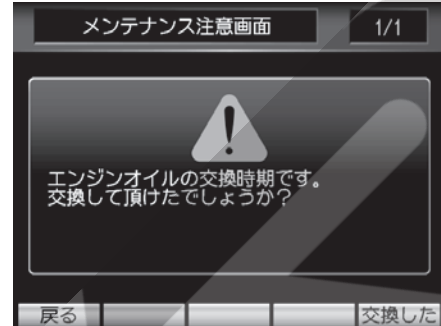 メンテナンス注意画面
1/1
エンジンオイルの交換時期です。
交換して頂けたでしょうか？
戻る
交換した